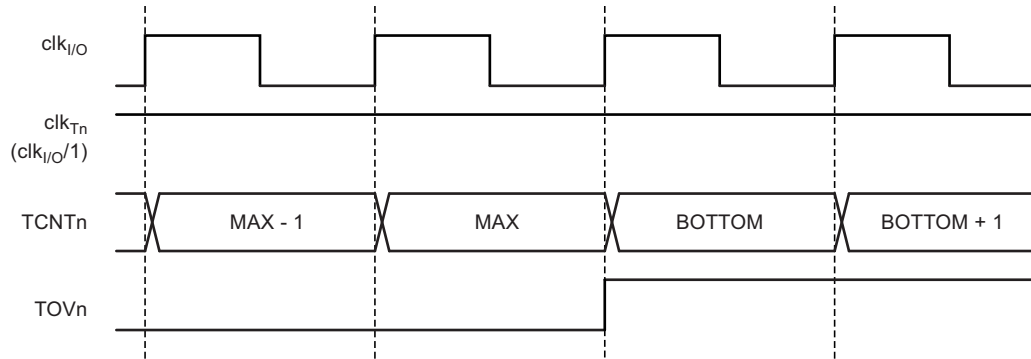 clkI/O
clkTn
(clkI/O/1)
TCNTn MAX - 1 MAX BOTTOM BOTTOM + 1
TOVn